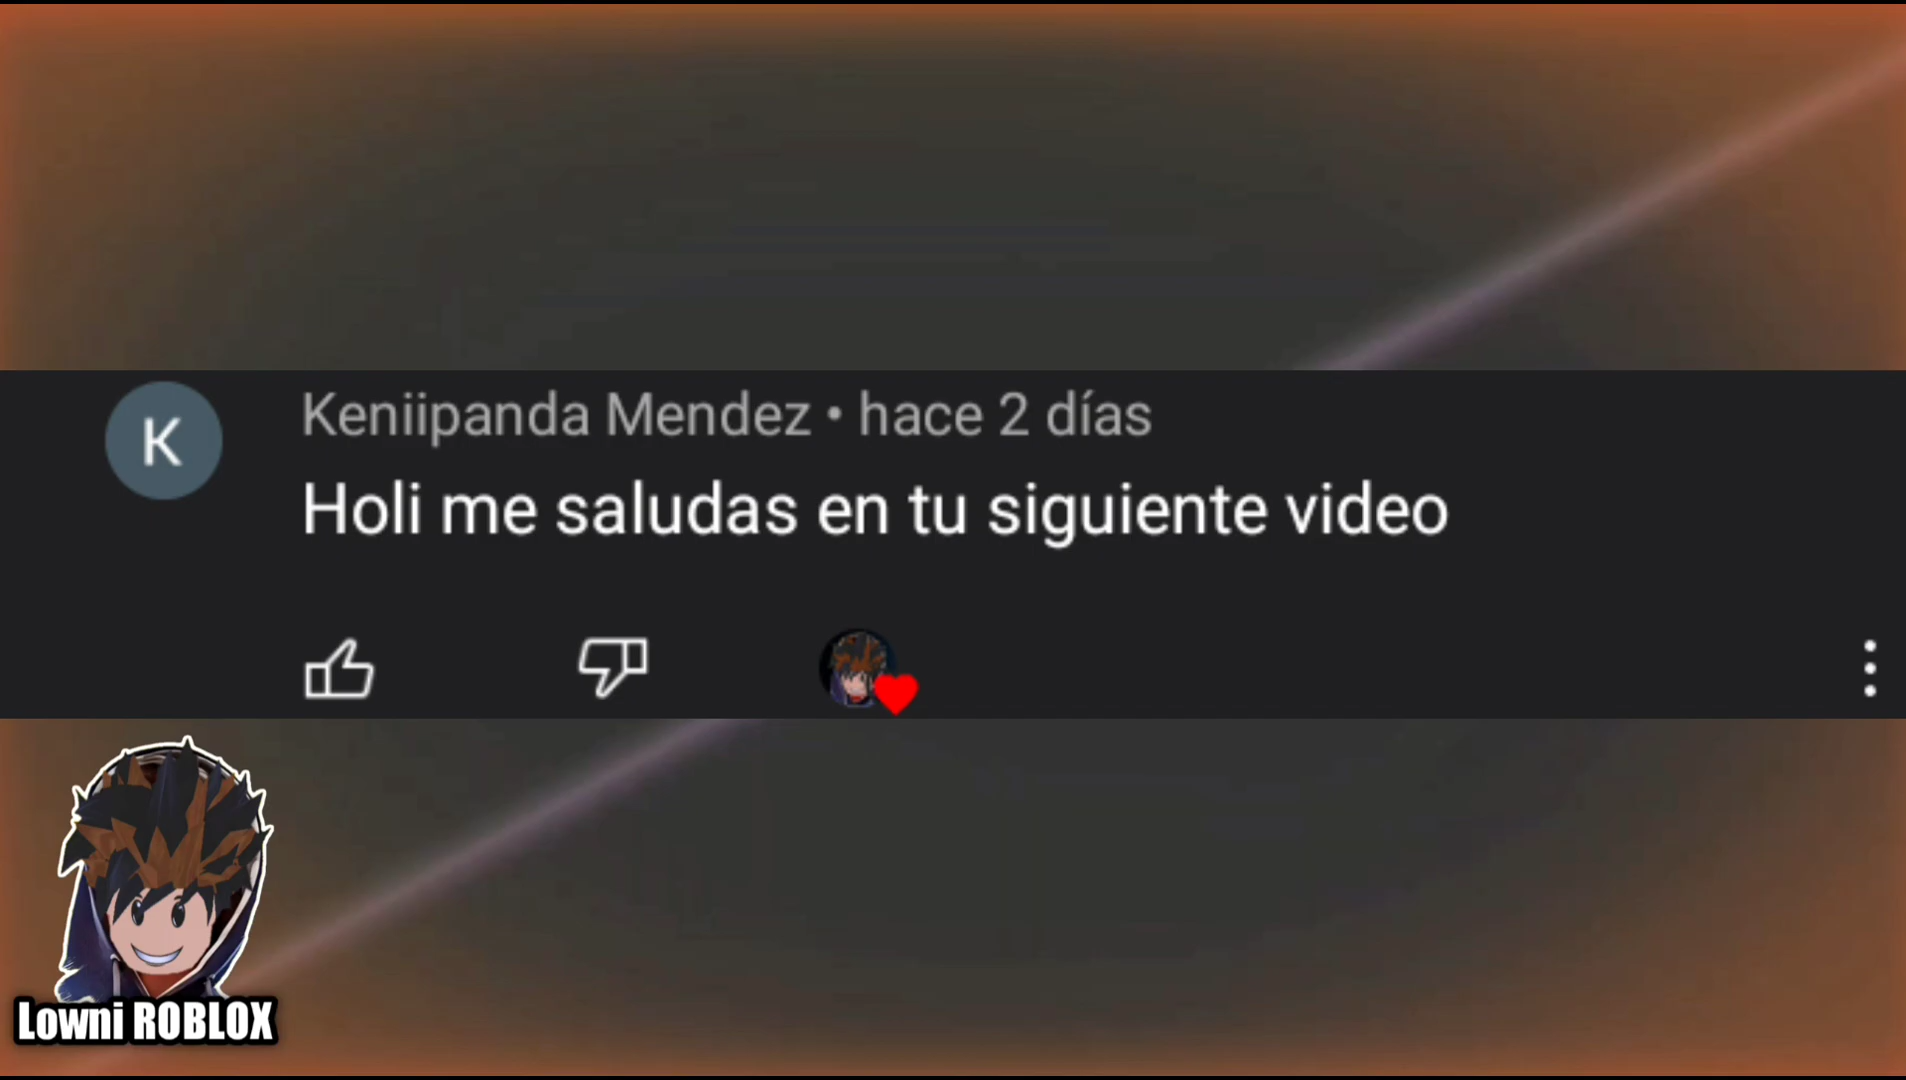 K
Keniipanda Mendez • hace 2 días
Holi me saludas en tu siguiente video
Lowni ROBLOX